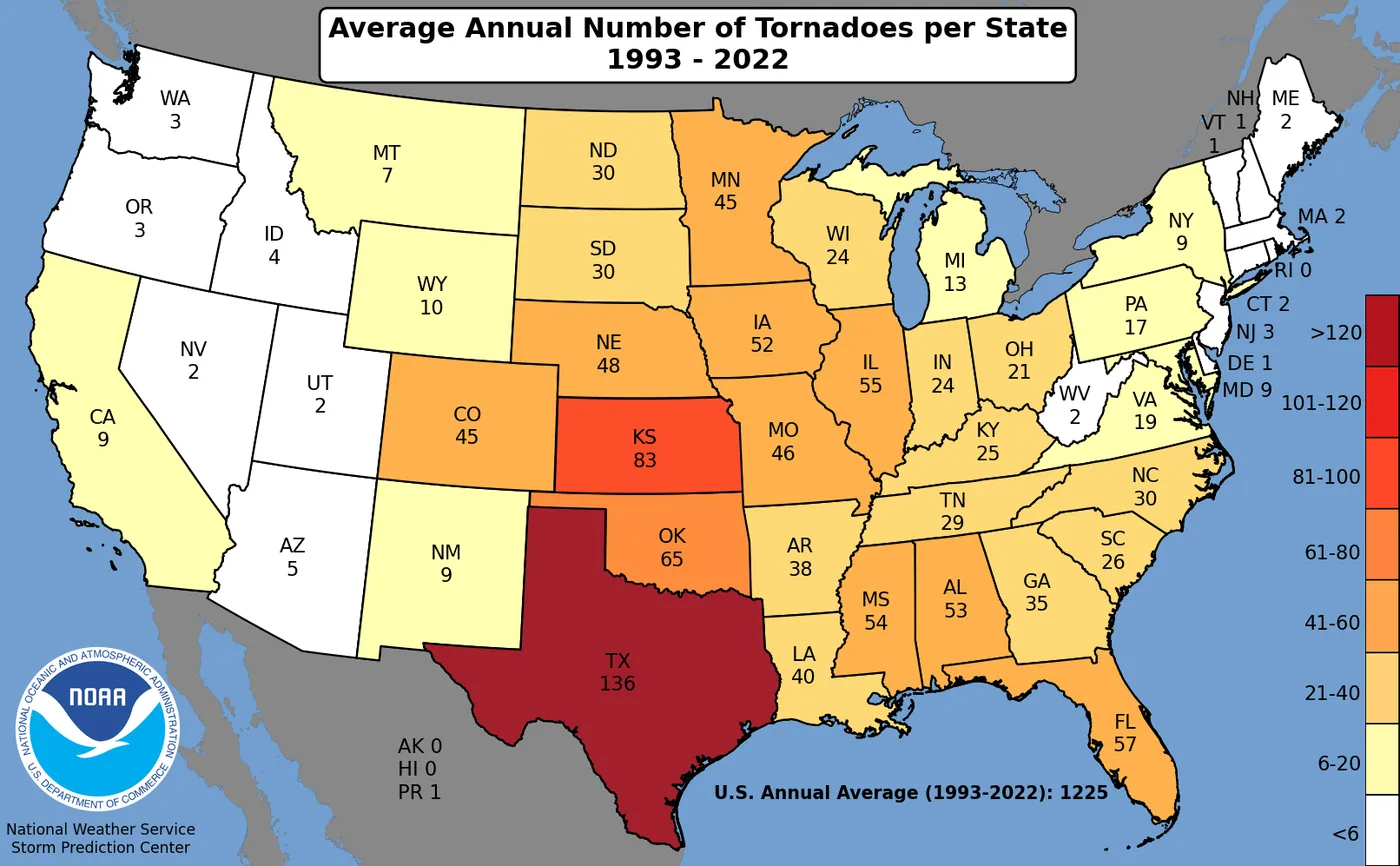 Average Annual Number of Tornadoes per State
1993 - 2022
WA
3
OR
3
ID
4
MT
7
WY
10
ND
30
SD
30
NE
48
MN
45
WI
24
MI
13
NY
9
VT
1
NH
1
ME
2
MA 2
RI 0
CT 2
NJ 3
DE 1
MD 9
PA
17
CA
9
NV
2
UT
2
CO
45
KS
83
IA
52
MO
46
IL
55
IN
24
OH
21
WV
2
VA
19
KY
25
AZ
5
NM
9
OK
65
TX
136
AR
38
LA
40
TN
29
NC
30
SC
26
MS
54
AL
53
GA
35
FL
57
AK 0
HI 0
PR 1
U.S. Annual Average (1993-2022): 1225
>120
101-120
81-100
61-80
41-60
21-40
6-20
<6
NATIONAL OCEANIC AND ATMOSPHERIC ADMINISTRATION
NOAA
U.S. DEPARTMENT OF COMMERCE
National Weather Service
Storm Prediction Center